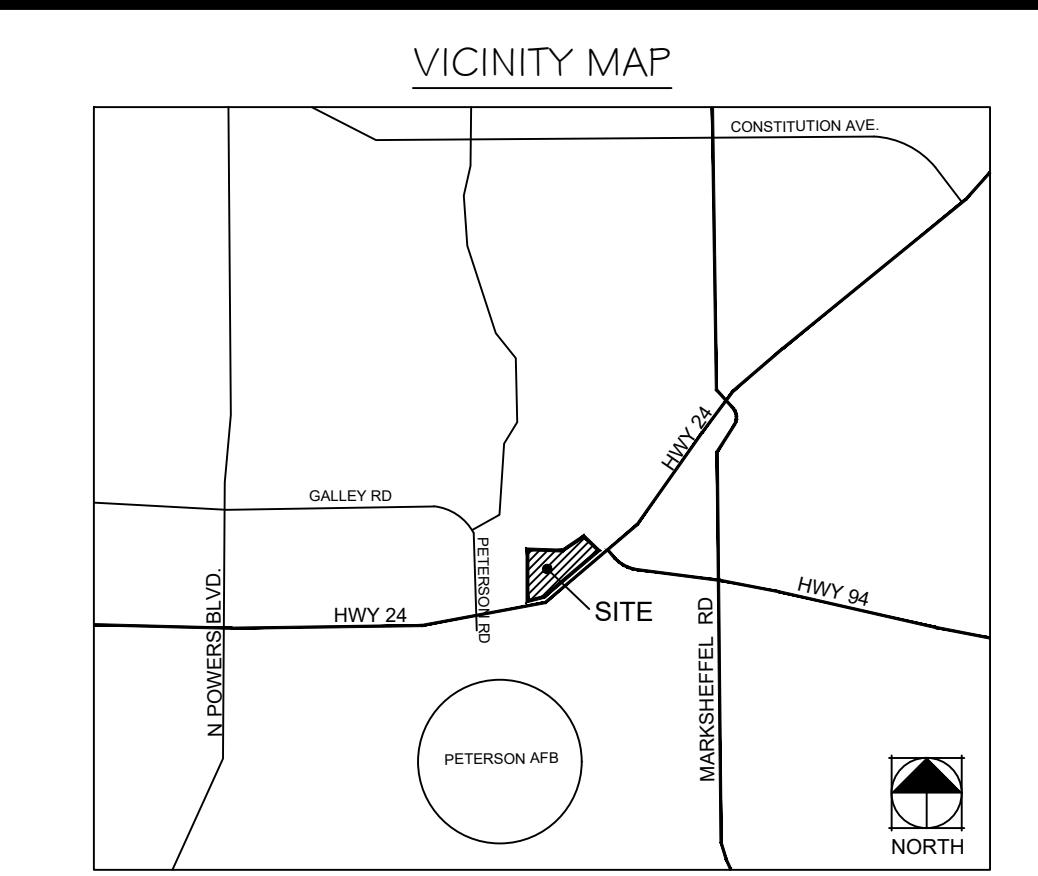 VICINITY MAP
CONSTITUTION AVE.
HWY 24
GALLEY RD
PETERSON RD
HWY 94
SITE
HWY 24
N POWERS BLVD.
MARKSHEFFEL RD
PETERSON AFB
NORTH